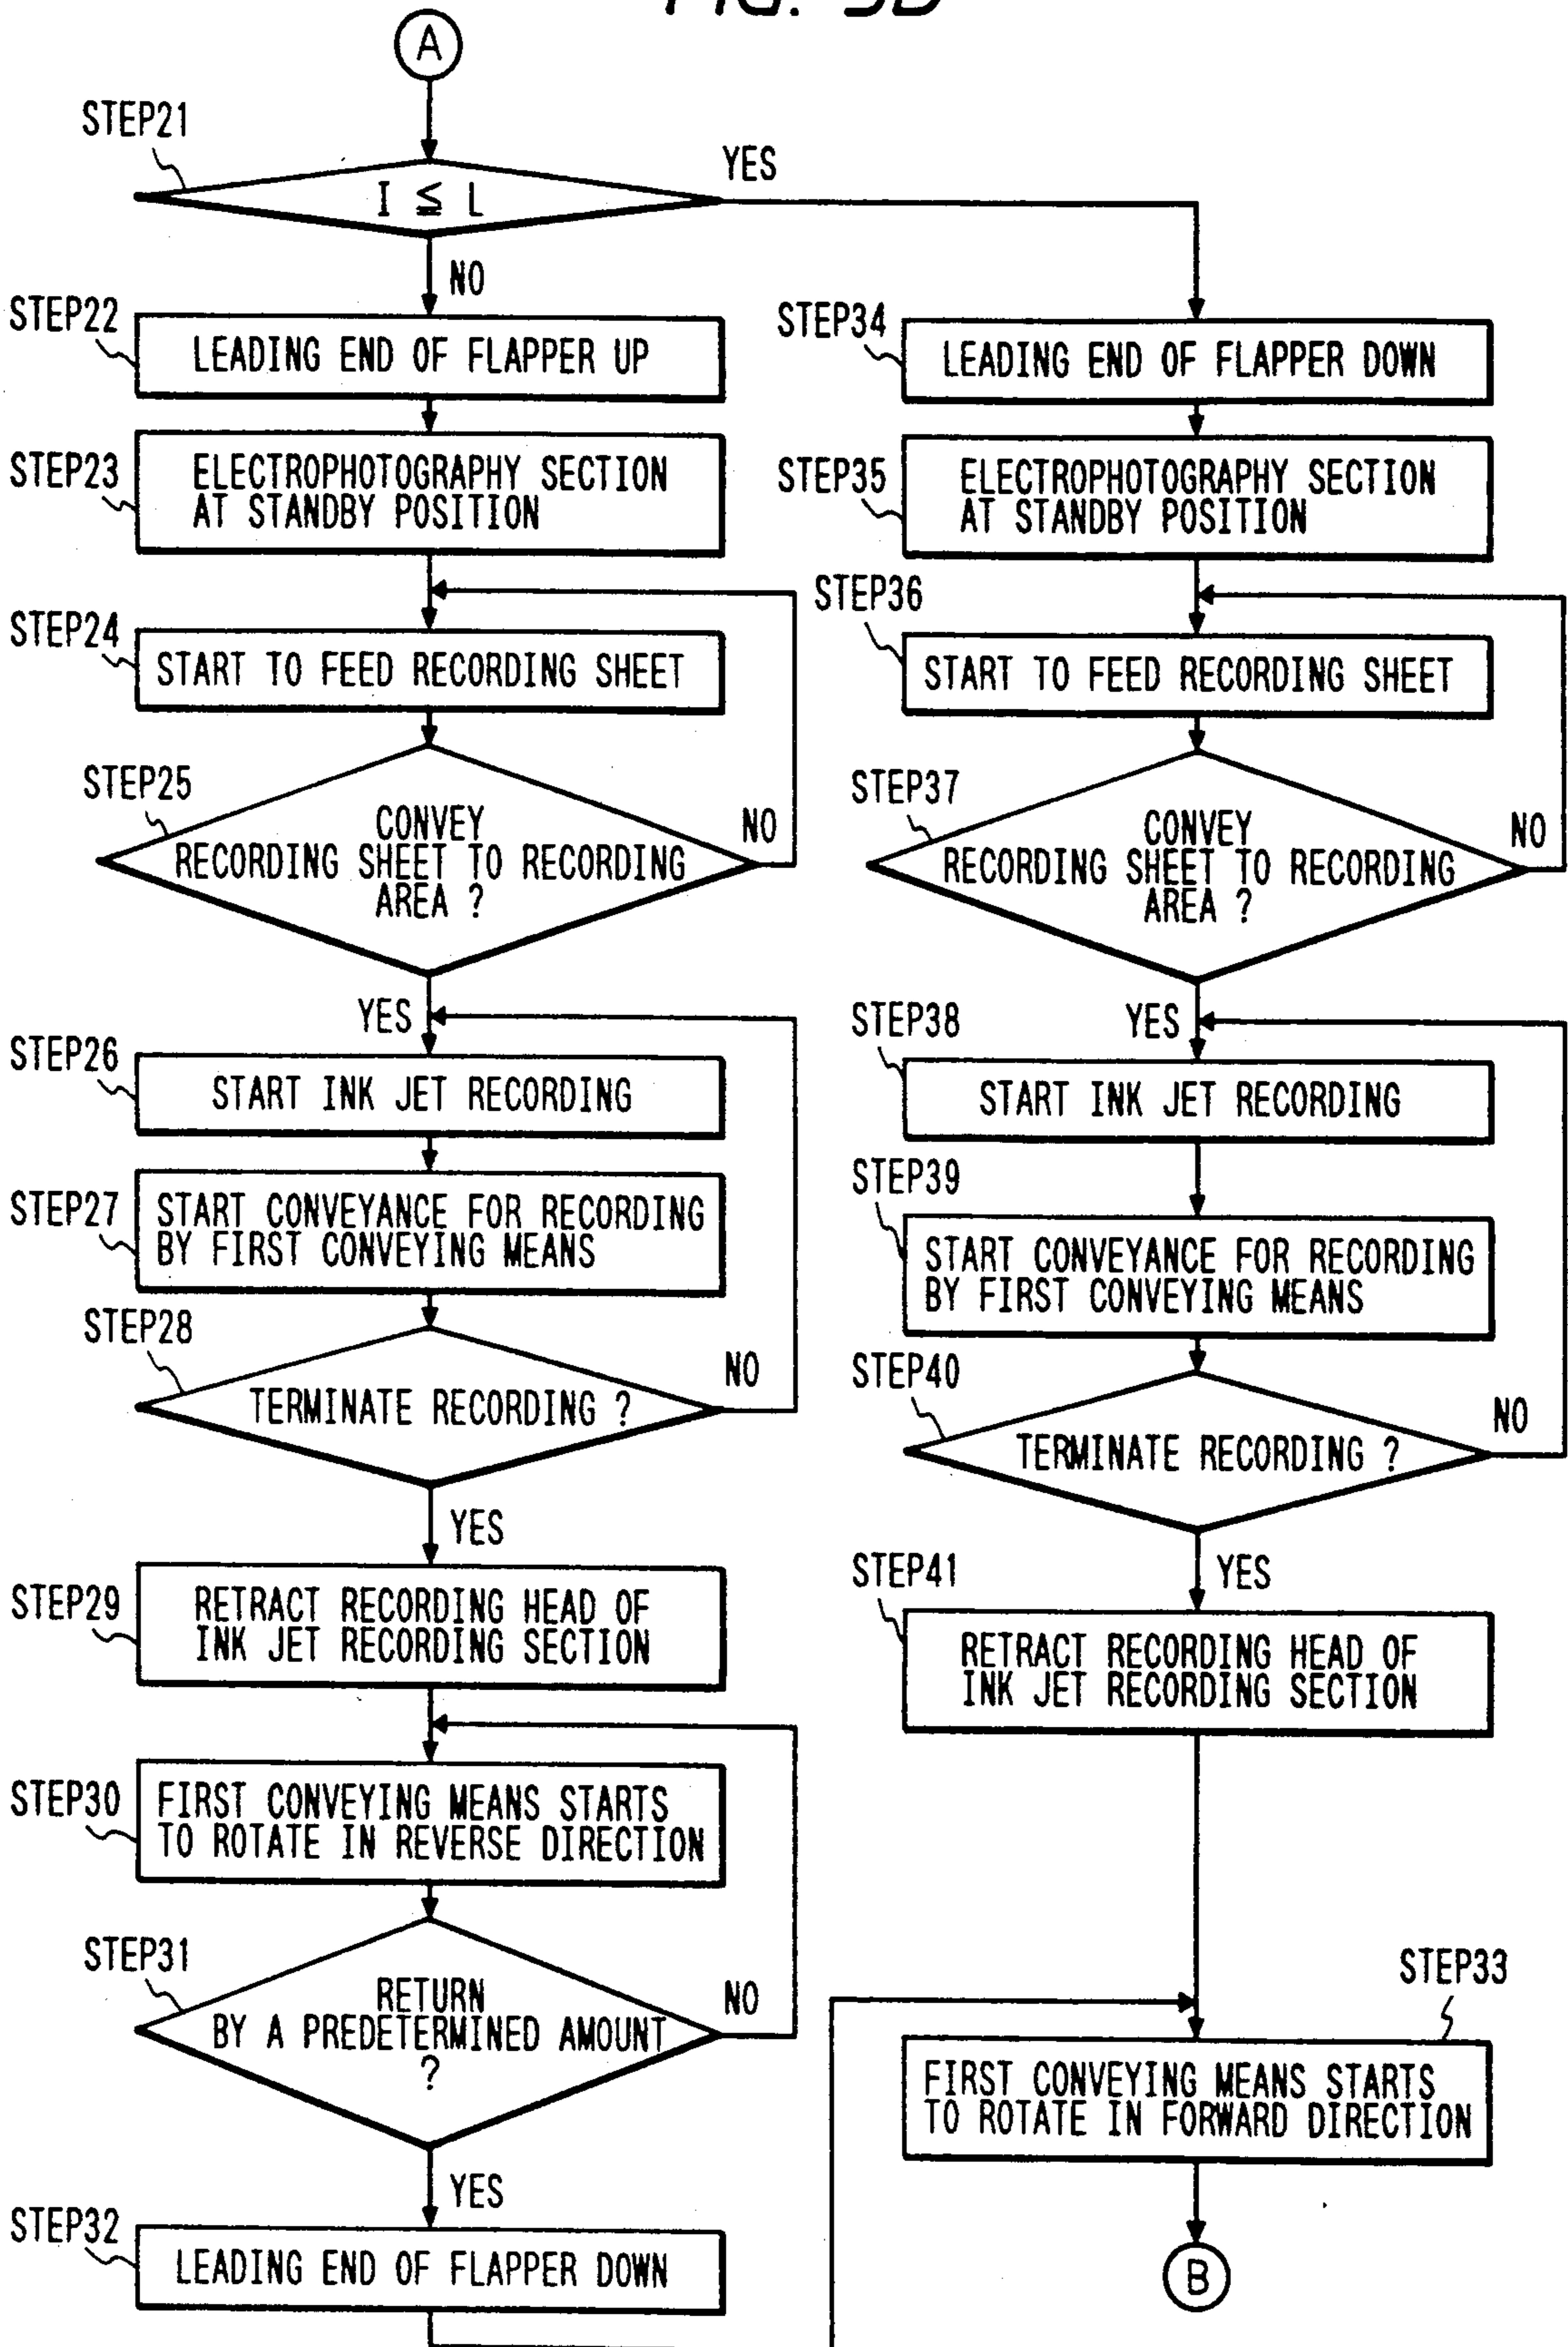 FIG. 5B
A
STEP21
I ≦ L
YES
NO
STEP22
LEADING END OF FLAPPER UP
STEP23
ELECTROPHOTOGRAPHY SECTION
AT STANDBY POSITION
STEP24
START TO FEED RECORDING SHEET
STEP25
CONVEY
RECORDING SHEET TO RECORDING
AREA ?
NO
YES
STEP26
START INK JET RECORDING
STEP27
START CONVEYANCE FOR RECORDING
BY FIRST CONVEYING MEANS
STEP28
TERMINATE RECORDING ?
NO
YES
STEP29
RETRACT RECORDING HEAD OF
INK JET RECORDING SECTION
STEP30
FIRST CONVEYING MEANS STARTS
TO ROTATE IN REVERSE DIRECTION
STEP31
RETURN
BY A PREDETERMINED AMOUNT
?
NO
YES
STEP32
LEADING END OF FLAPPER DOWN
STEP34
LEADING END OF FLAPPER DOWN
STEP35
ELECTROPHOTOGRAPHY SECTION
AT STANDBY POSITION
STEP36
START TO FEED RECORDING SHEET
STEP37
CONVEY
RECORDING SHEET TO RECORDING
AREA ?
NO
YES
STEP38
START INK JET RECORDING
STEP39
START CONVEYANCE FOR RECORDING
BY FIRST CONVEYING MEANS
STEP40
TERMINATE RECORDING ?
NO
YES
STEP41
RETRACT RECORDING HEAD OF
INK JET RECORDING SECTION
STEP33
FIRST CONVEYING MEANS STARTS
TO ROTATE IN FORWARD DIRECTION
B